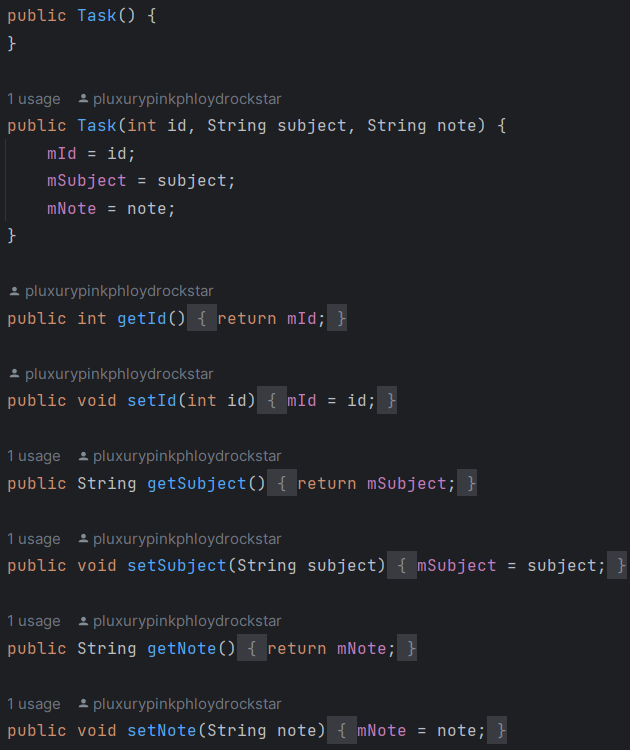 public Task() {
}
1 usage pluxurypinkphloydrockstar
public Task(int id, String subject, String note) {
mId = id;
mSubject = subject;
mNote = note;
}
pluxurypinkphloydrockstar
public int getId() { return mId; }
pluxurypinkphloydrockstar
public void setId(int id) { mId = id; }
1 usage pluxurypinkphloydrockstar
public String getSubject() { return mSubject; }
1 usage pluxurypinkphloydrockstar
public void setSubject(String subject) { mSubject = subject; }
1 usage pluxurypinkphloydrockstar
public String getNote() { return mNote; }
1 usage pluxurypinkphloydrockstar
public void setNote(String note) { mNote = note; }